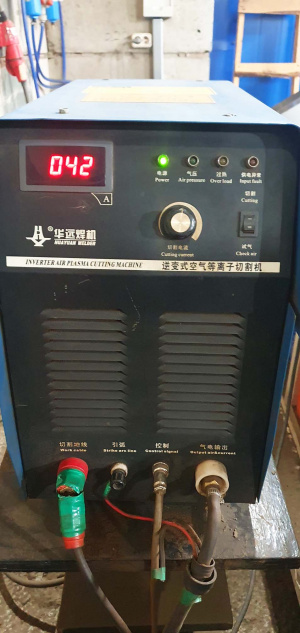 042
A
电源
Power
气压
Air pressure
过热
Over load
供电异常
Input fault
切割
Cutting
华远焊机
HUAYUAN WELDER
®
切割电流
Cutting current
试气
Check air
INVERTER AIR PLASMA CUTTING MACHINE
逆变式空气等离子切割机
切割地线
Work cable
引弧
Strike arc line
控制
Control signal
气电输出
Output air&current